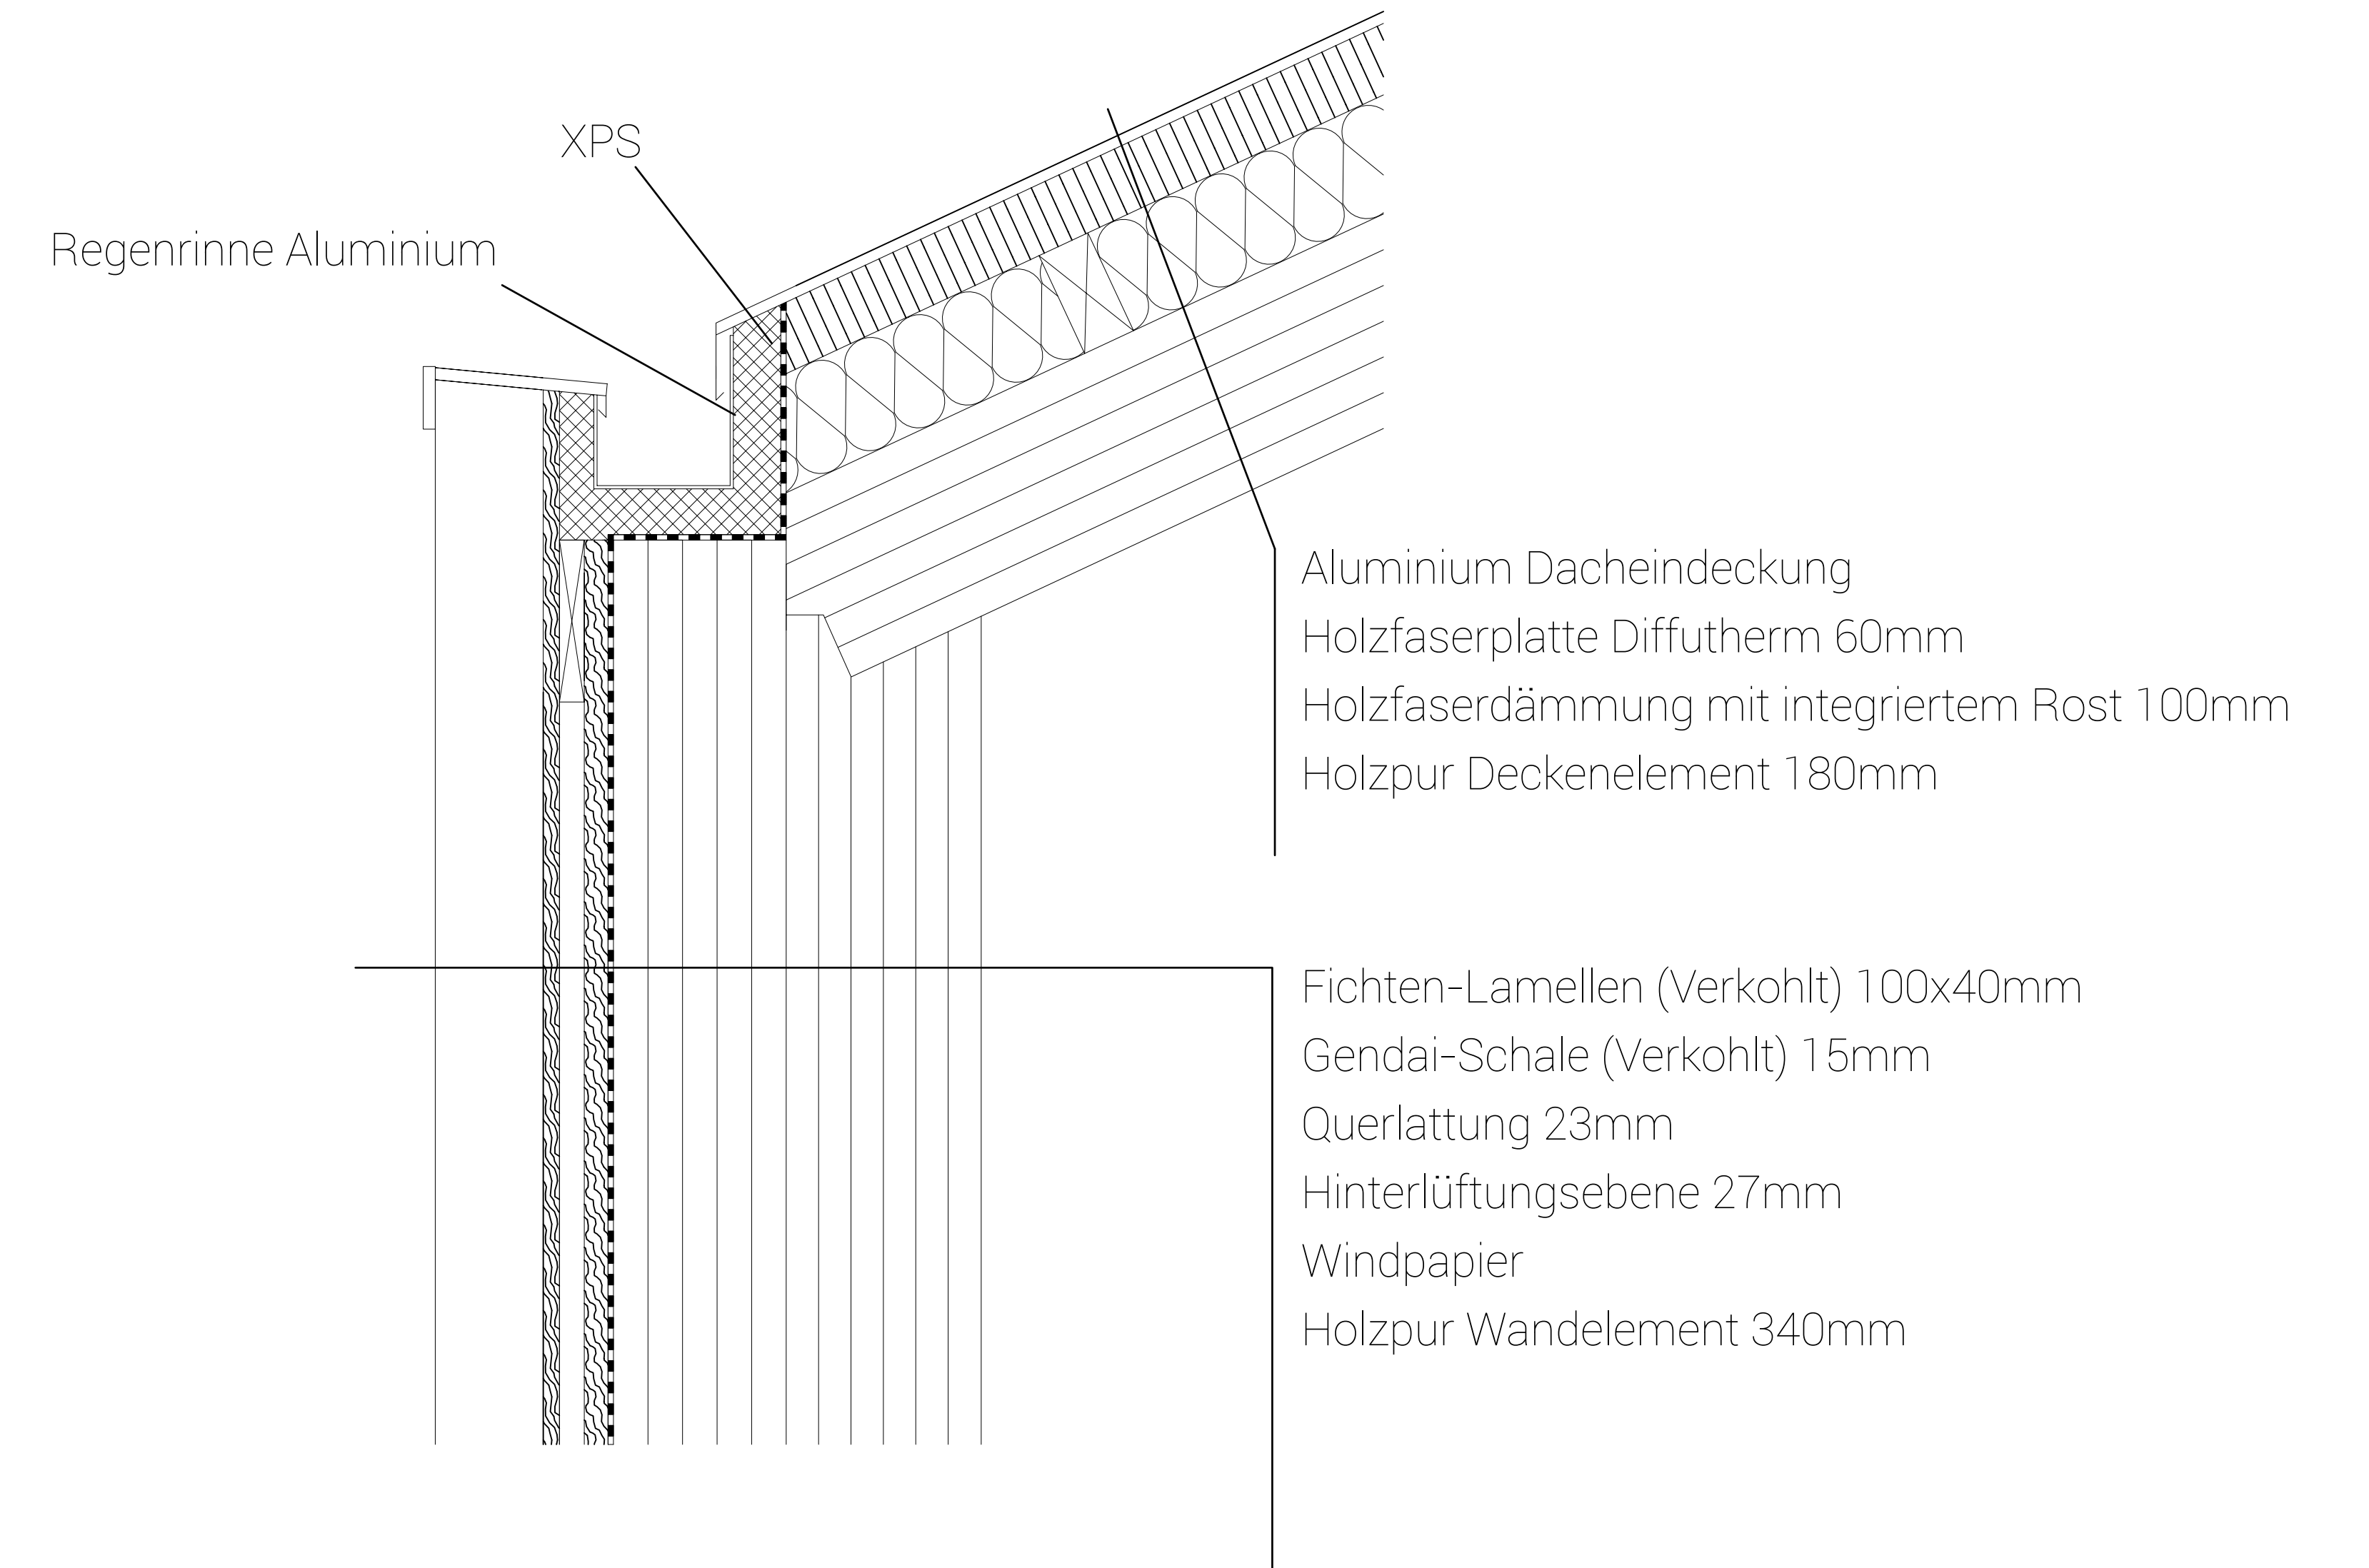 XPS
Regenrinne Aluminium
Aluminium Dacheindeckung
Holzfaserplatte Diffutherm 60mm
Holzfaserdämmung mit integriertem Rost 100mm
Holzpur Deckenelement 180mm
Fichten-Lamellen (Verkohlt) 100x40mm
Gendai-Schale (Verkohlt) 15mm
Querlattung 23mm
Hinterlüftungsebene 27mm
Windpapier
Holzpur Wandelement 340mm